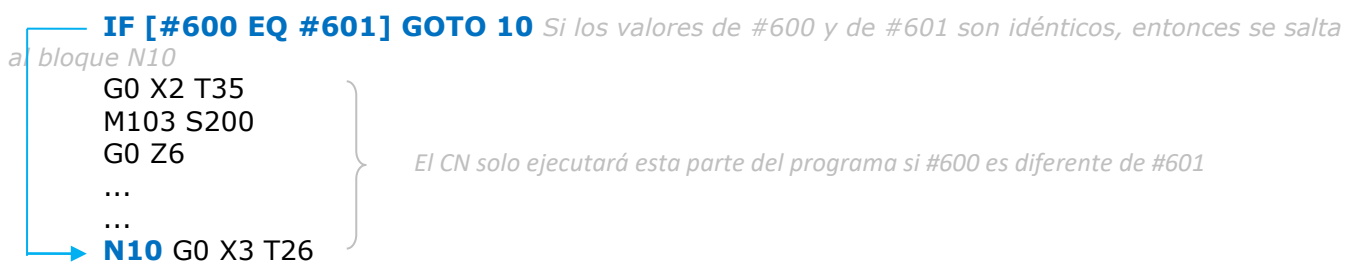 IF [#600 EQ #601] GOTO 10 Si los valores de #600 y de #601 son idénticos, entonces se salta
al bloque N10
G0 X2 T35
M103 S200
G0 Z6
El CN solo ejecutará esta parte del programa si #600 es diferente de #601
...
...
N10 G0 X3 T26